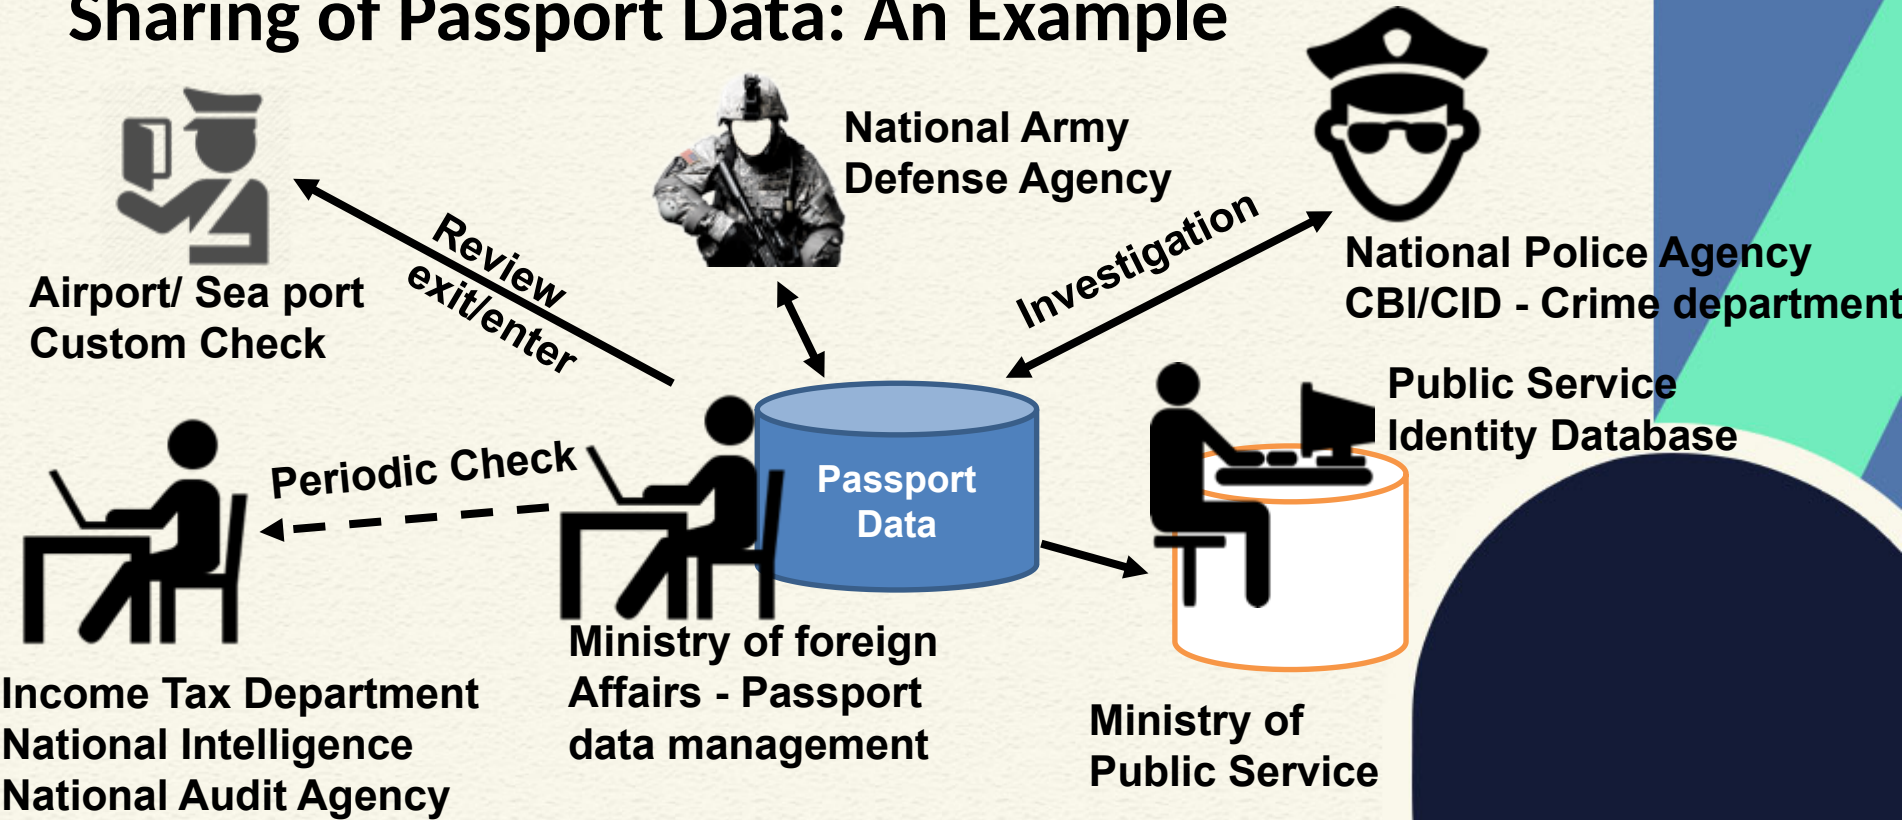 Sharing of Passport Data: An Example
National Army
Defense Agency
Review
exit/enter
Investigation
National Police Agency
CBI/CID - Crime department
Airport/ Sea port
Custom Check
Public Service
Identity Database
Periodic Check
Passport
Data
Ministry of foreign
Affairs - Passport
data management
Income Tax Department
National Intelligence
National Audit Agency
Ministry of
Public Service